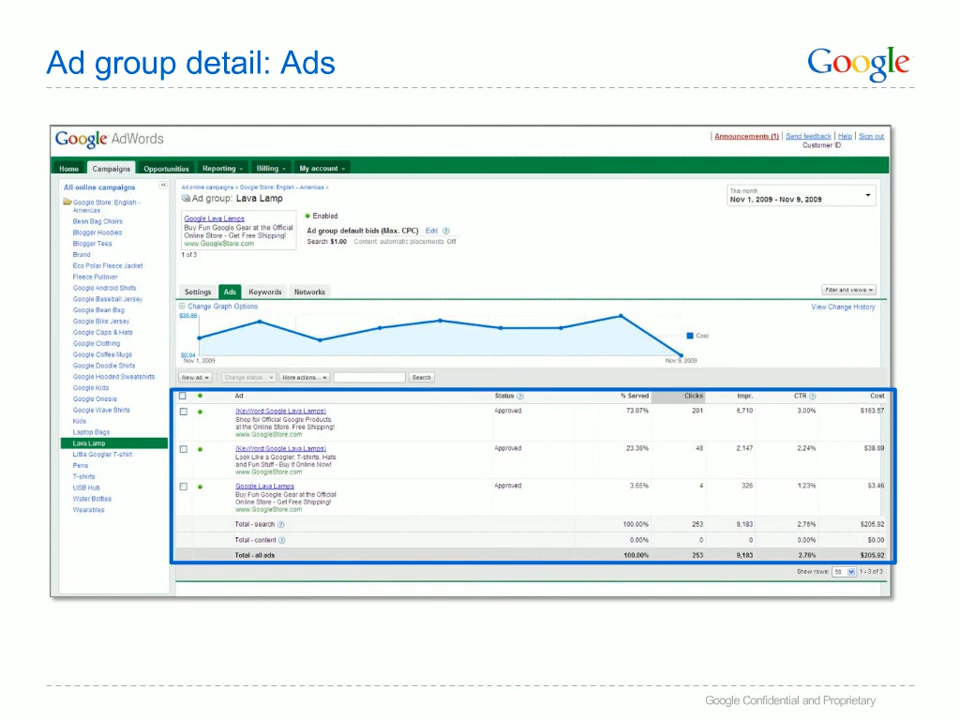 Ad group detail: Ads
Google
Google AdWords
Announcements (1) | Send feedback | Help | Sign out
Customer ID:
Home Campaigns Opportunities Reporting Billing My account
All online campaigns
Google Store: English -
Americas
Bean Bag Chairs
Blogger Hoodies
Blogger Tees
Brand
Eco Polar Fleece Jacket
Fleece Pullover
Google Android Shirts
Google Baseball Jersey
Google Bean Bag
Google Bike Jersey
Google Caps & Hats
Google Clothing
Google Coffee Mugs
Google Doodle Shirts
Google Hooded Sweatshirts
Google Kids
Google Onesie
Google Wave Shirts
Kids
Laptop Bags
Lava Lamp
Little Googler T-shirt
Pens
T-shirts
USB Hub
Water Bottles
Wearables
All online campaigns > Google Store: English - Americas >
Ad group: Lava Lamp
This month
Nov 1, 2009 - Nov 9, 2009
Google Lava Lamps
Buy Fun Google Gear at the Official
Online Store - Get Free Shipping!
www.GoogleStore.com
1 of 3
Enabled
Ad group default bids (Max. CPC) Edit
Search $1.00 Content: automatic placements Off
Settings Ads Keywords Networks
Filter and views
Change Graph Options
View Change History
$35.88
$0.04
Cost
Nov 1, 2009 Nov 9, 2009
New ad Change status... More actions... Search
Ad Status % Served Clicks Impr. CTR Cost
{KeyWord:Google Lava Lamps} Approved 73.07% 201 6,710 3.00% $163.57
Shop for Official Google Products
at the Online Store. Free Shipping!
www.GoogleStore.com
{KeyWord:Google Lava Lamps} Approved 23.38% 48 2,147 2.24% $38.89
Look Like a Googler: T-shirts, Hats
and Fun Stuff - Buy it Online Now!
www.GoogleStore.com
Google Lava Lamps Approved 3.55% 4 326 1.23% $3.46
Buy Fun Google Gear at the Official
Online Store - Get Free Shipping!
www.GoogleStore.com
Total - search 100.00% 253 9,183 2.76% $205.92
Total - content 0.00% 0 0 0.00% $0.00
Total - all ads 100.00% 253 9,183 2.76% $205.92
Show rows: 50 1 - 3 of 3
Google Confidential and Proprietary